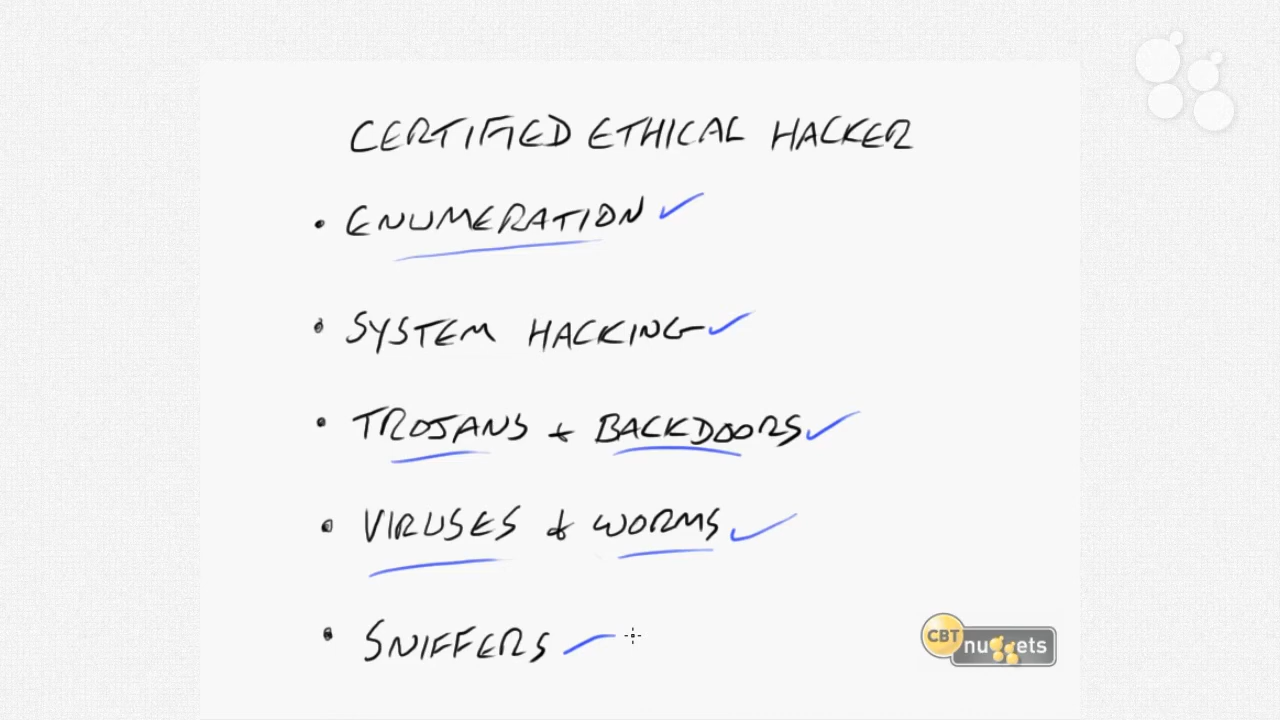 CERTIFIED ETHICAL HACKER
• ENUMERATION ✓
• SYSTEM HACKING ✓
• TROJANS & BACKDOORS ✓
• VIRUSES & WORMS ✓
• SNIFFERS
CBT nuggets